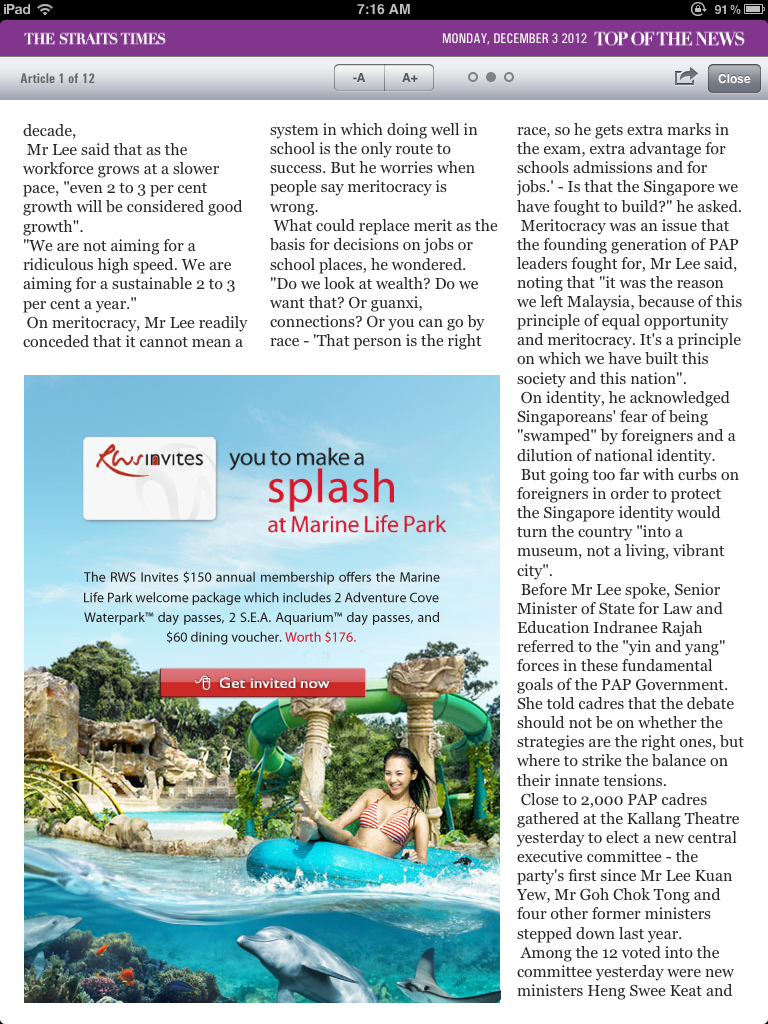 iPad
7:16 AM
91 %
THE STRAITS TIMES
MONDAY, DECEMBER 3 2012 TOP OF THE NEWS
Article 1 of 12
-A
A+
Close
decade,
Mr Lee said that as the
workforce grows at a slower
pace, "even 2 to 3 per cent
growth will be considered good
growth".
"We are not aiming for a
ridiculous high speed. We are
aiming for a sustainable 2 to 3
per cent a year."
On meritocracy, Mr Lee readily
conceded that it cannot mean a
system in which doing well in
school is the only route to
success. But he worries when
people say meritocracy is
wrong.
What could replace merit as the
basis for decisions on jobs or
school places, he wondered.
"Do we look at wealth? Do we
want that? Or guanxi,
connections? Or you can go by
race - 'That person is the right
race, so he gets extra marks in
the exam, extra advantage for
schools admissions and for
jobs.' - Is that the Singapore we
have fought to build?" he asked.
Meritocracy was an issue that
the founding generation of PAP
leaders fought for, Mr Lee said,
noting that "it was the reason
we left Malaysia, because of this
principle of equal opportunity
and meritocracy. It's a principle
on which we have built this
society and this nation".
On identity, he acknowledged
Singaporeans' fear of being
"swamped" by foreigners and a
dilution of national identity.
But going too far with curbs on
foreigners in order to protect
the Singapore identity would
turn the country "into a
museum, not a living, vibrant
city".
Before Mr Lee spoke, Senior
Minister of State for Law and
Education Indranee Rajah
referred to the "yin and yang"
forces in these fundamental
goals of the PAP Government.
She told cadres that the debate
should not be on whether the
strategies are the right ones, but
where to strike the balance on
their innate tensions.
Close to 2,000 PAP cadres
gathered at the Kallang Theatre
yesterday to elect a new central
executive committee - the
party's first since Mr Lee Kuan
Yew, Mr Goh Chok Tong and
four other former ministers
stepped down last year.
Among the 12 voted into the
committee yesterday were new
ministers Heng Swee Keat and
RWS INVITES you to make a
splash
at Marine Life Park
The RWS Invites $150 annual membership offers the Marine
Life Park welcome package which includes 2 Adventure Cove
Waterpark™ day passes, 2 S.E.A. Aquarium™ day passes, and
$60 dining voucher. Worth $176.
Get invited now